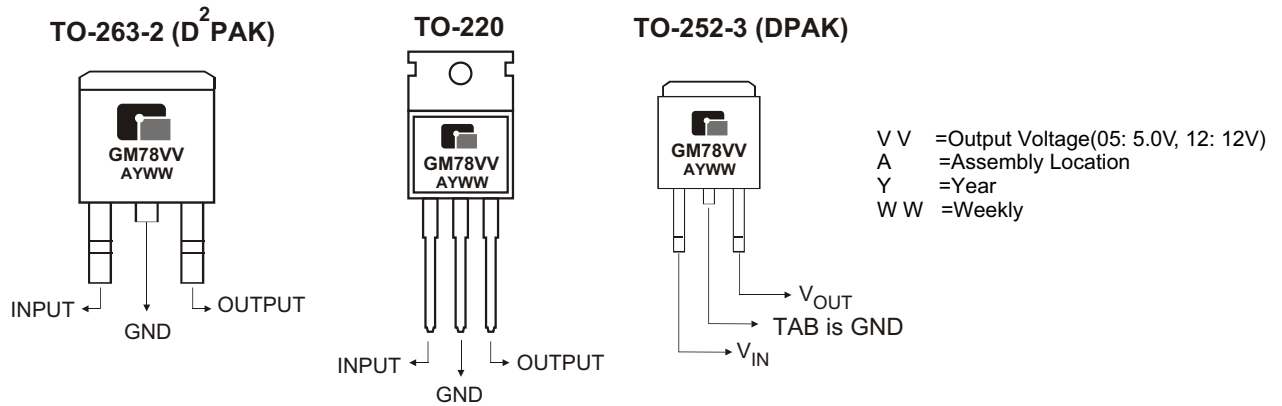 TO-263-2 (D2PAK)
GM78VV
AYWW
INPUT
GND
OUTPUT
TO-220
GM78VV
AYWW
INPUT
GND
OUTPUT
TO-252-3 (DPAK)
GM78VV
AYWW
VOUT
TAB is GND
VIN
V V =Output Voltage(05: 5.0V, 12: 12V)
A =Assembly Location
Y =Year
W W =Weekly